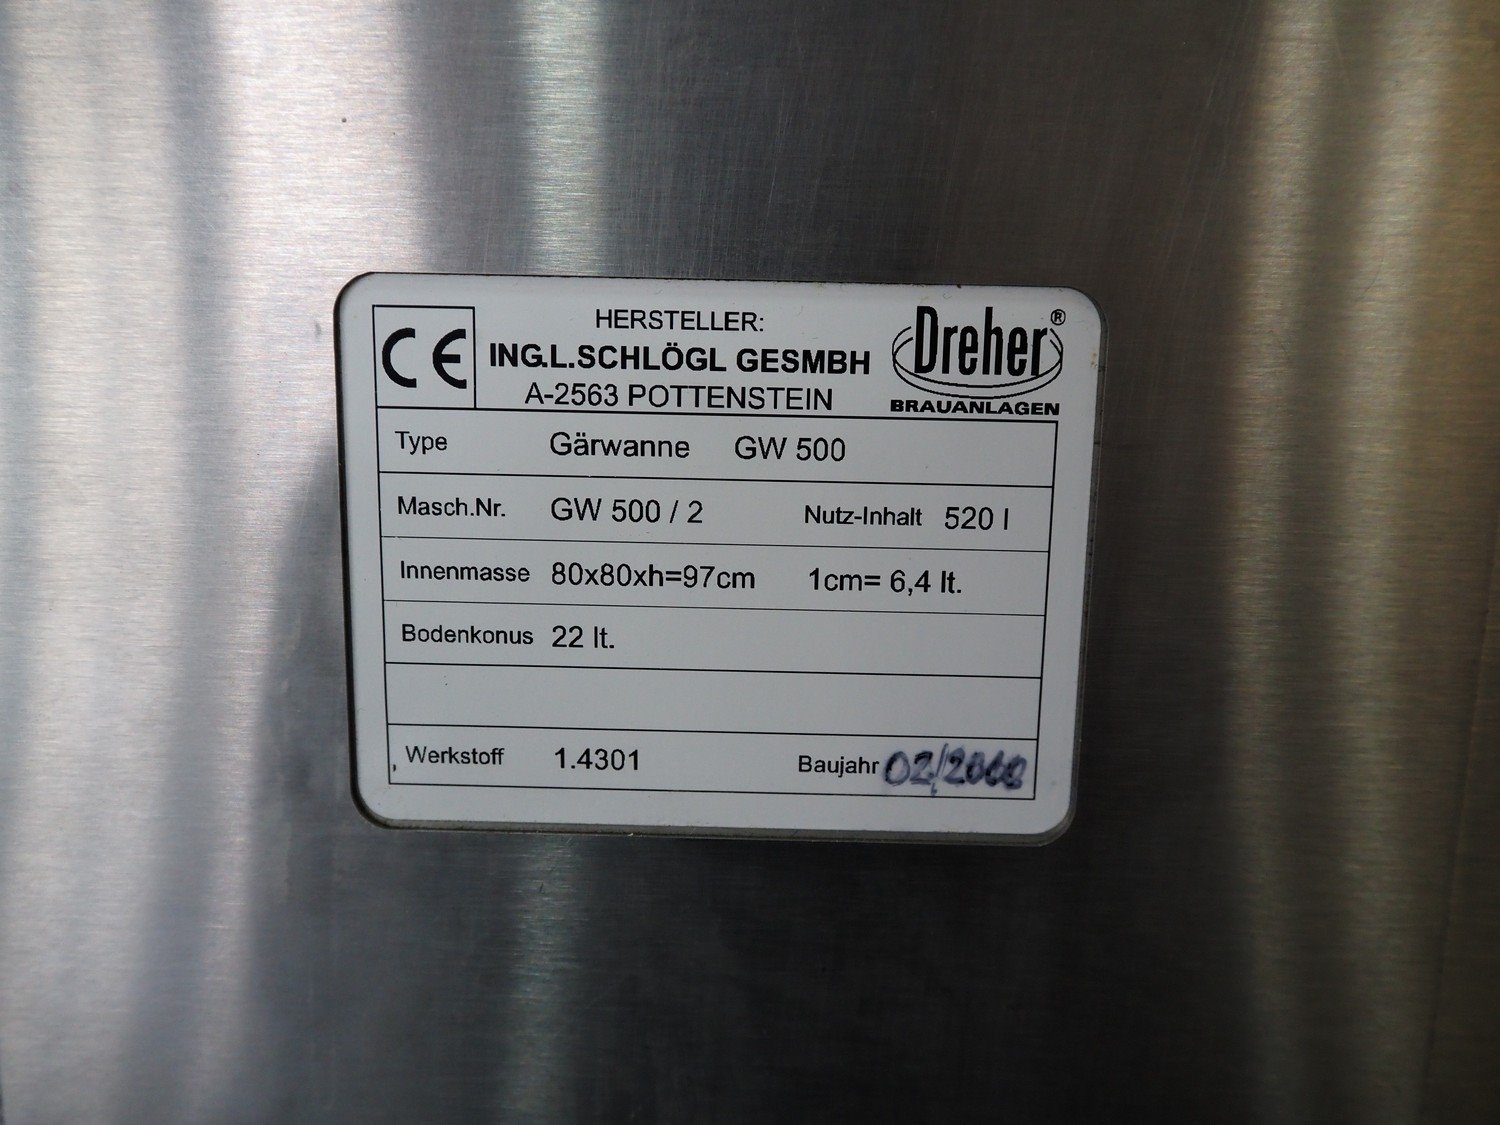 CE
HERSTELLER:
ING.L.SCHLÖGL GESMBH
A-2563 POTTENSTEIN
Dreher®
BRAUANLAGEN
Type Gärwanne GW 500
Masch.Nr. GW 500 / 2 Nutz-Inhalt 520 l
Innenmasse 80x80xh=97cm 1cm= 6,4 lt.
Bodenkonus 22 lt.
Werkstoff 1.4301 Baujahr